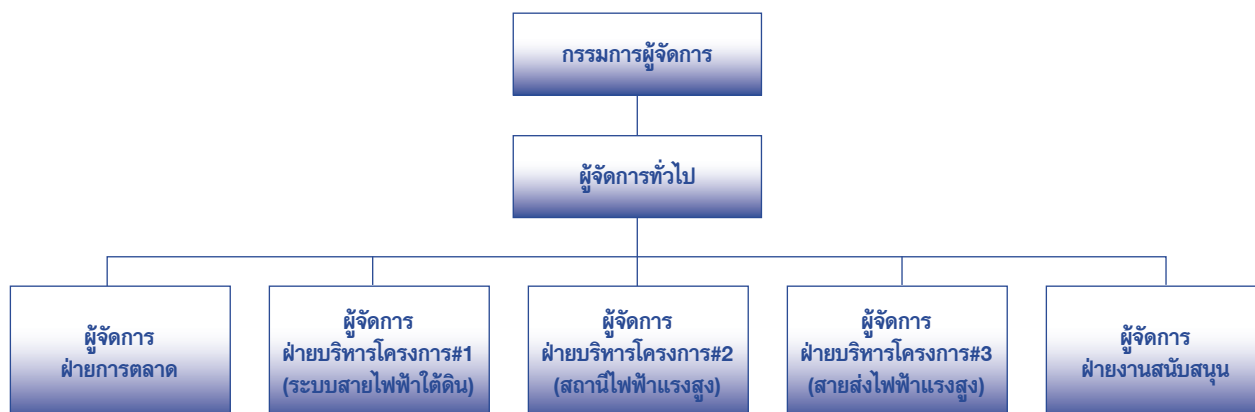 กรรมการผู้จัดการ
ผู้จัดการทั่วไป
ผู้จัดการ
ฝ่ายการตลาด
ผู้จัดการ
ฝ่ายบริหารโครงการ#1
(ระบบสายไฟฟ้าใต้ดิน)
ผู้จัดการ
ฝ่ายบริหารโครงการ#2
(สถานีไฟฟ้าแรงสูง)
ผู้จัดการ
ฝ่ายบริหารโครงการ#3
(สายส่งไฟฟ้าแรงสูง)
ผู้จัดการ
ฝ่ายงานสนับสนุน